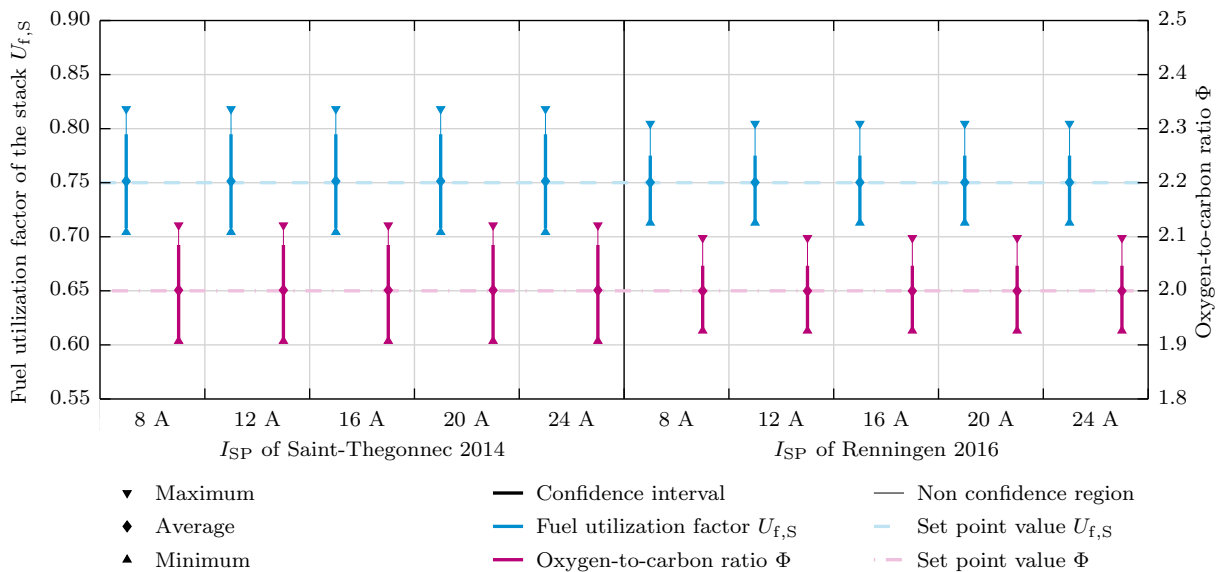 Fuel utilization factor of the stack U_f,S
0.90
0.85
0.80
0.75
0.70
0.65
0.60
0.55
2.5
2.4
2.3
2.2
2.1
2.0
1.9
1.8
Oxygen-to-carbon ratio Φ
8 A 12 A 16 A 20 A 24 A 8 A 12 A 16 A 20 A 24 A
I_SP of Saint-Thegonnec 2014 I_SP of Renningen 2016
Maximum Confidence interval Non confidence region
Average Fuel utilization factor U_f,S Set point value U_f,S
Minimum Oxygen-to-carbon ratio Φ Set point value Φ